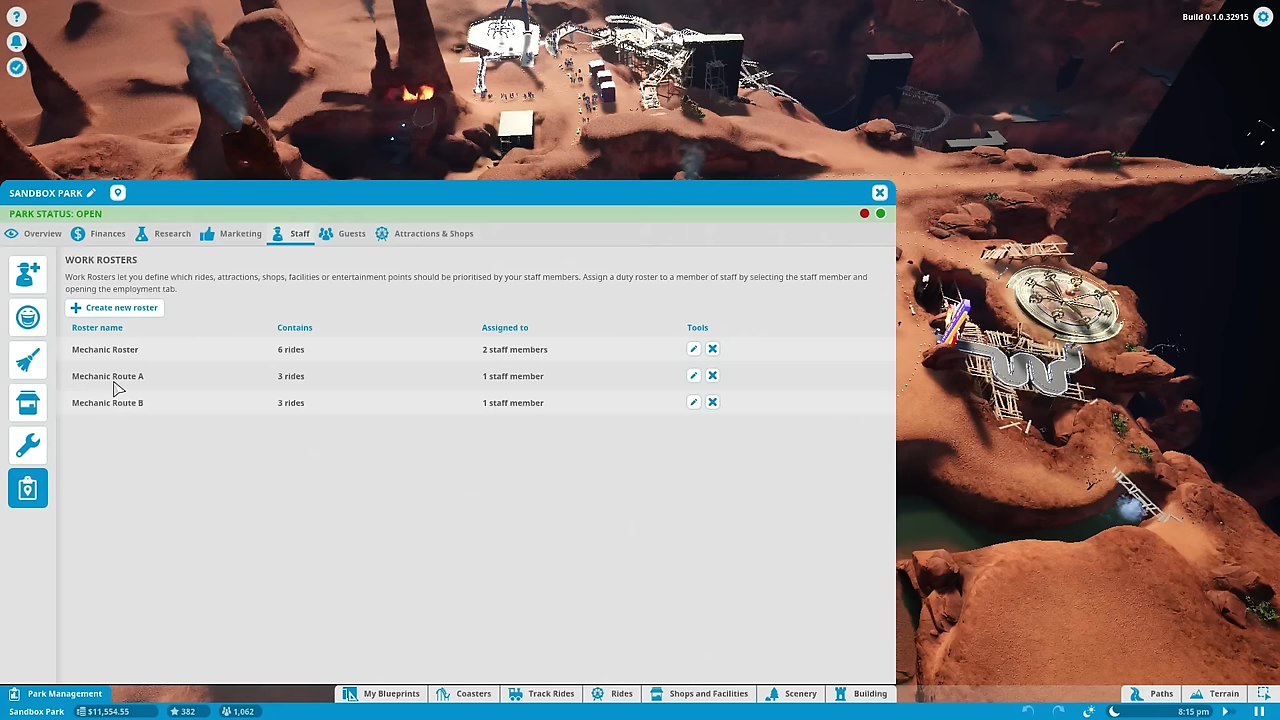 Build 0.1.0.32915
SANDBOX PARK
PARK STATUS: OPEN
Overview Finances Research Marketing Staff Guests Attractions & Shops
WORK ROSTERS
Work Rosters let you define which rides, attractions, shops, facilities or entertainment points should be prioritised by your staff members. Assign a duty roster to a member of staff by selecting the staff member and
opening the employment tab.
Create new roster
Roster name Contains Assigned to Tools
Mechanic Roster 6 rides 2 staff members
Mechanic Route A 3 rides 1 staff member
Mechanic Route B 3 rides 1 staff member
Park Management My Blueprints Coasters Track Rides Rides Shops and Facilities Scenery Building Paths Terrain
Sandbox Park $11,554.55 382 1,062 8:15 pm